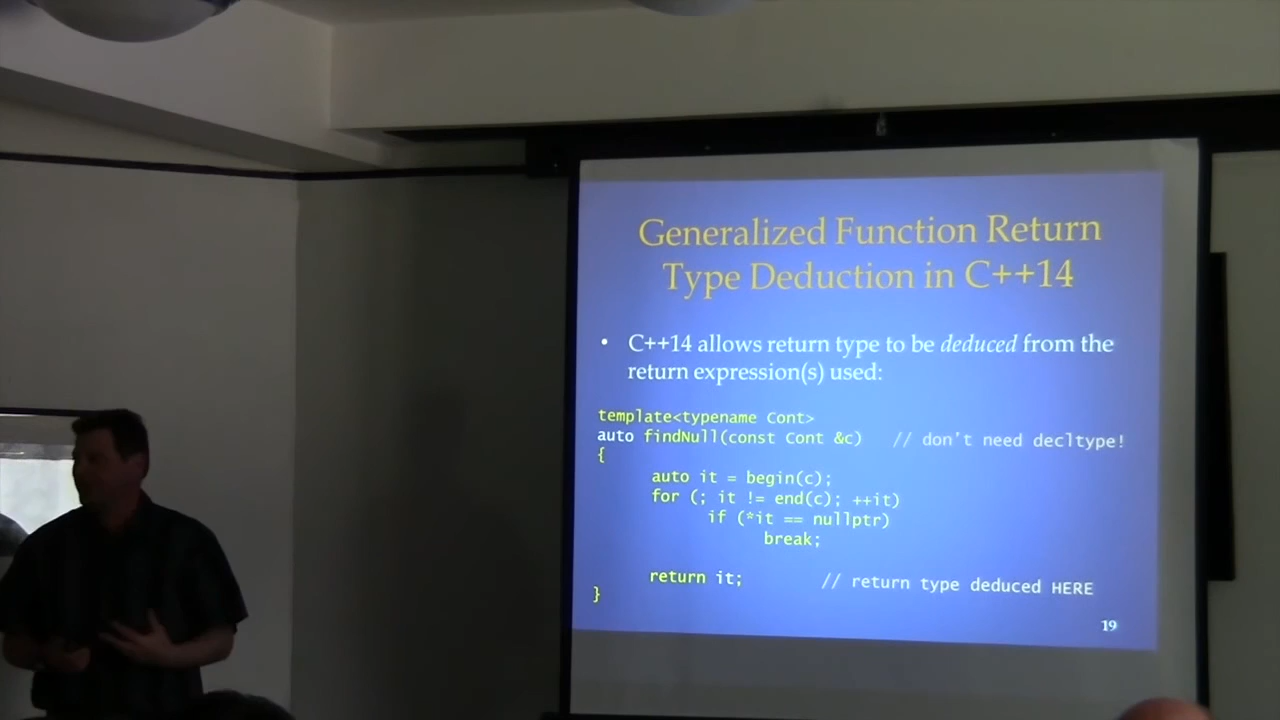 Generalized Function Return
Type Deduction in C++14
• C++14 allows return type to be deduced from the
return expression(s) used:
template<typename Cont>
auto findNull(const Cont &c) // don't need decltype!
{
auto it = begin(c);
for (; it != end(c); ++it)
if (*it == nullptr)
break;
return it; // return type deduced HERE
}
19